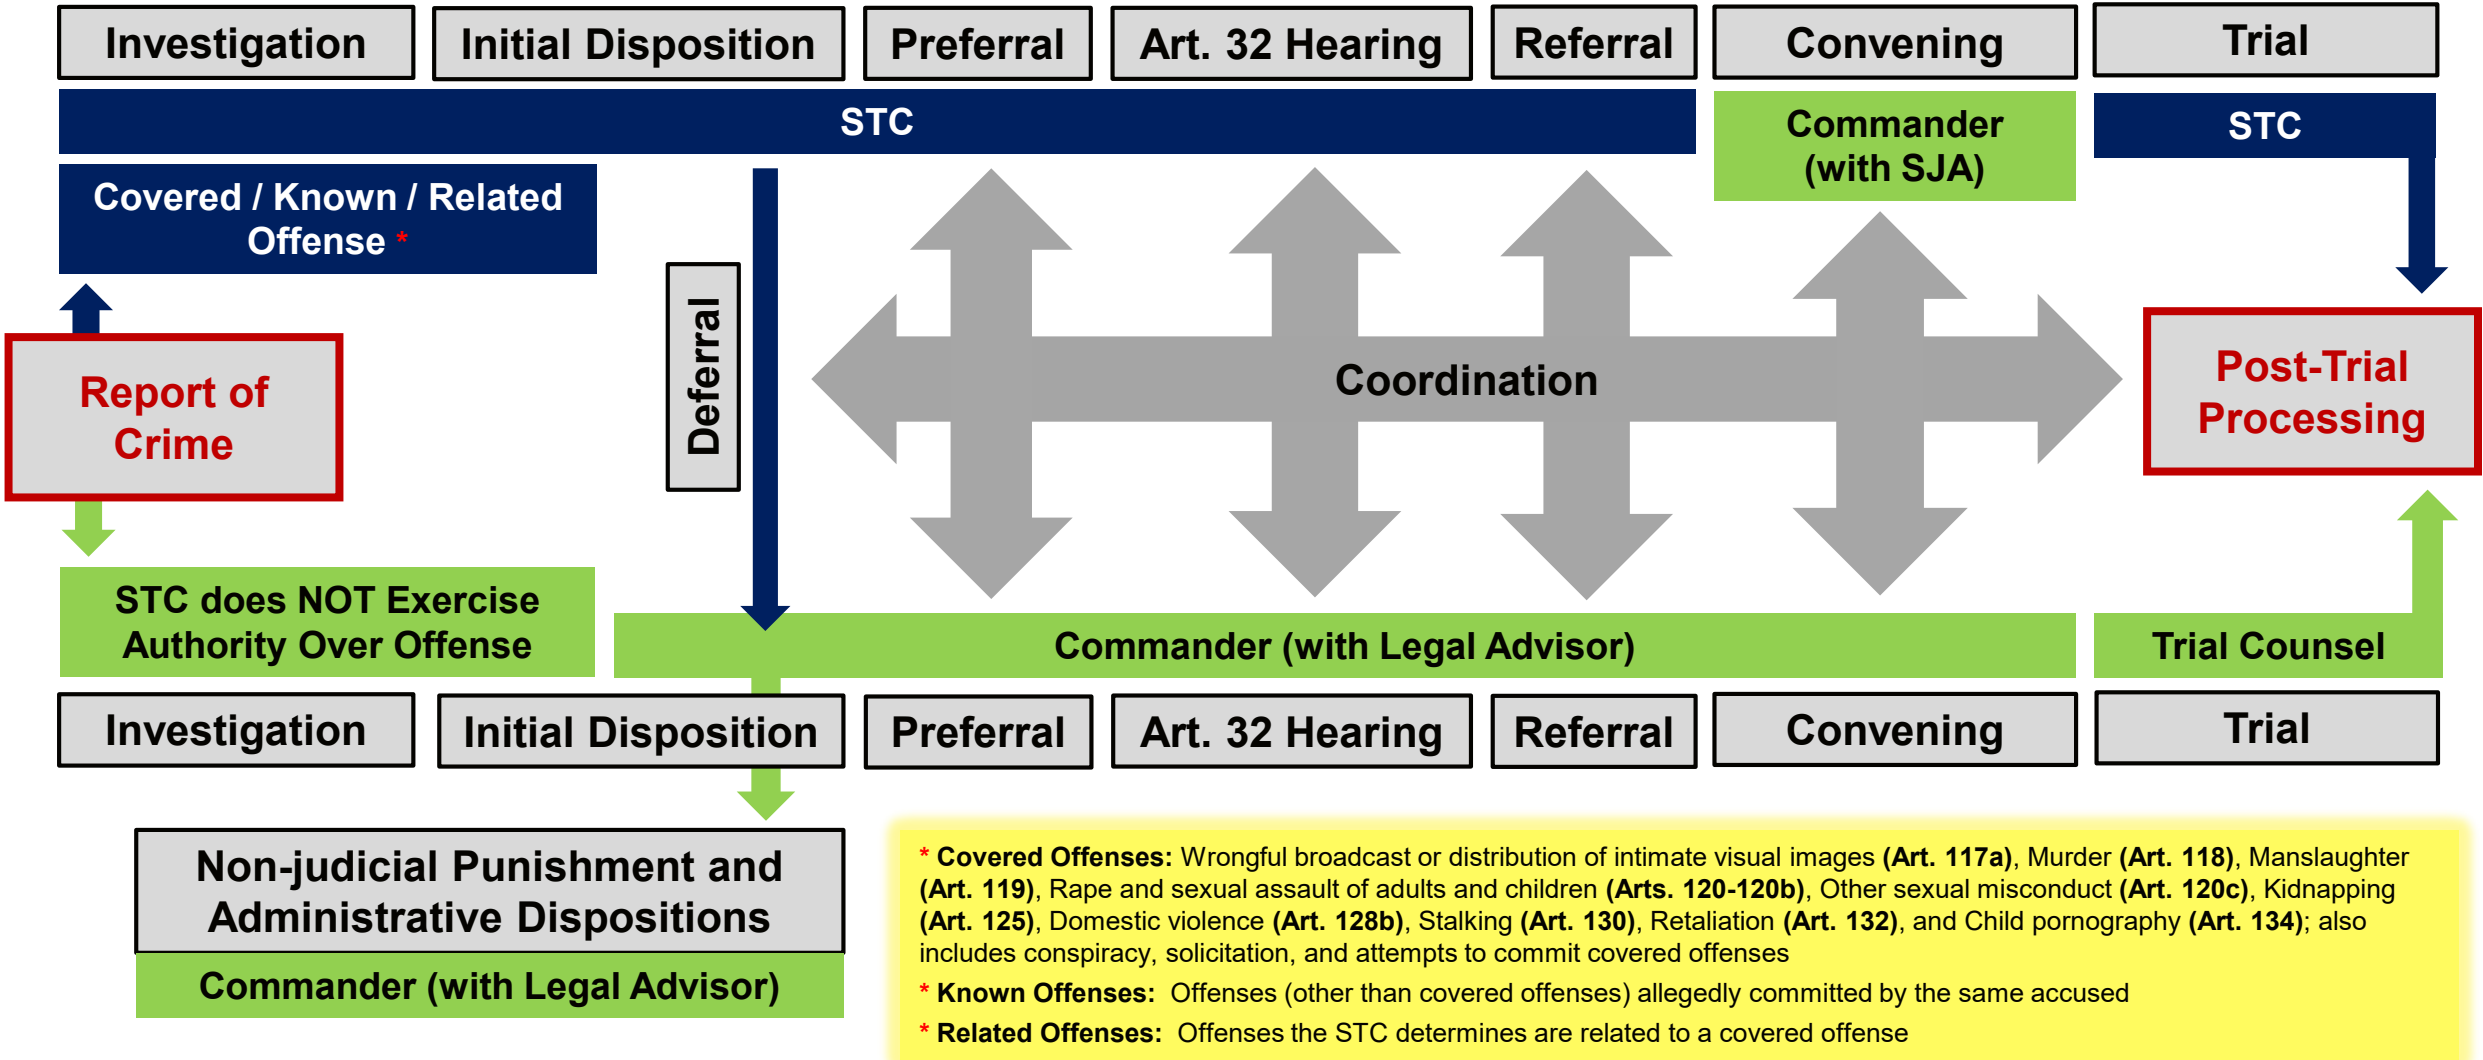 Investigation
Initial Disposition
Preferral
Art. 32 Hearing
Referral
Convening
Trial
STC
Commander
(with SJA)
STC
Covered / Known / Related
Offense *
Deferral
Report of
Crime
Coordination
Post-Trial
Processing
STC does NOT Exercise
Authority Over Offense
Commander (with Legal Advisor)
Trial Counsel
Investigation
Initial Disposition
Preferral
Art. 32 Hearing
Referral
Convening
Trial
Non-judicial Punishment and
Administrative Dispositions
Commander (with Legal Advisor)
* Covered Offenses: Wrongful broadcast or distribution of intimate visual images (Art. 117a), Murder (Art. 118), Manslaughter
(Art. 119), Rape and sexual assault of adults and children (Arts. 120-120b), Other sexual misconduct (Art. 120c), Kidnapping
(Art. 125), Domestic violence (Art. 128b), Stalking (Art. 130), Retaliation (Art. 132), and Child pornography (Art. 134); also
includes conspiracy, solicitation, and attempts to commit covered offenses
* Known Offenses: Offenses (other than covered offenses) allegedly committed by the same accused
* Related Offenses: Offenses the STC determines are related to a covered offense